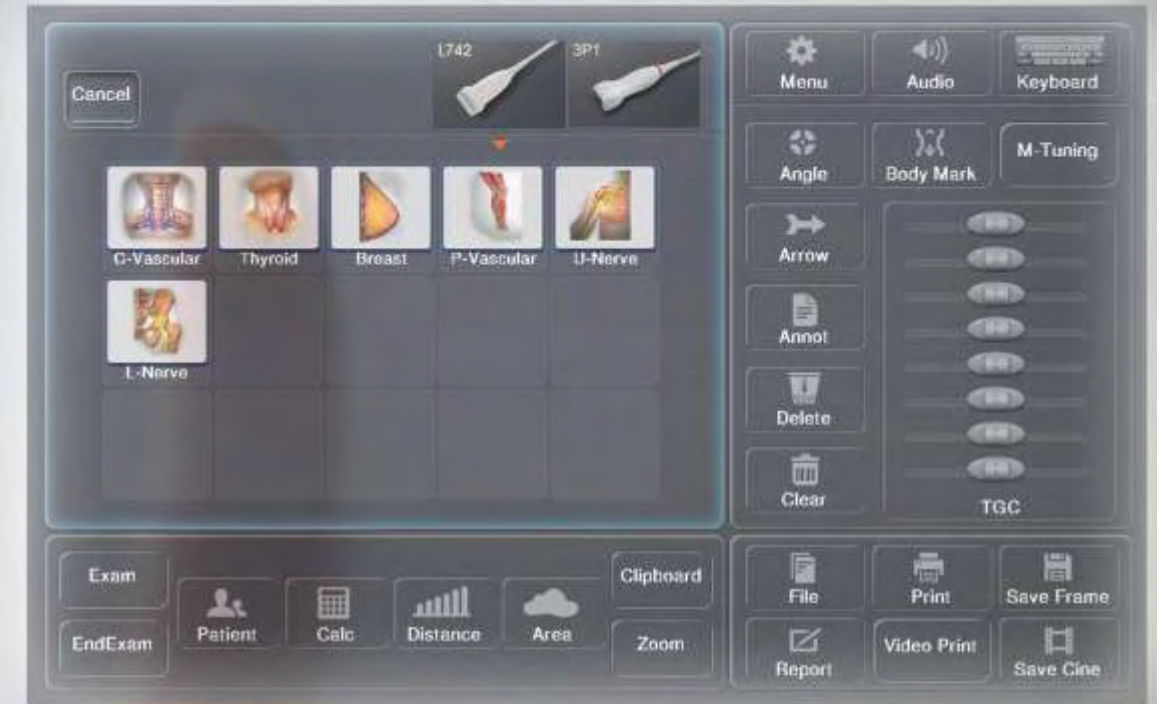 L742
3P1
Cancel
C-Vascular
Thyroid
Breast
P-Vascular
U-Nerve
L-Nerve
Menu
Audio
Keyboard
Angle
Body Mark
M-Tuning
Arrow
Annot
Delete
Clear
TGC
Exam
EndExam
Patient
Calc
Distance
Area
Clipboard
Zoom
File
Print
Save Frame
Report
Video Print
Save Cine